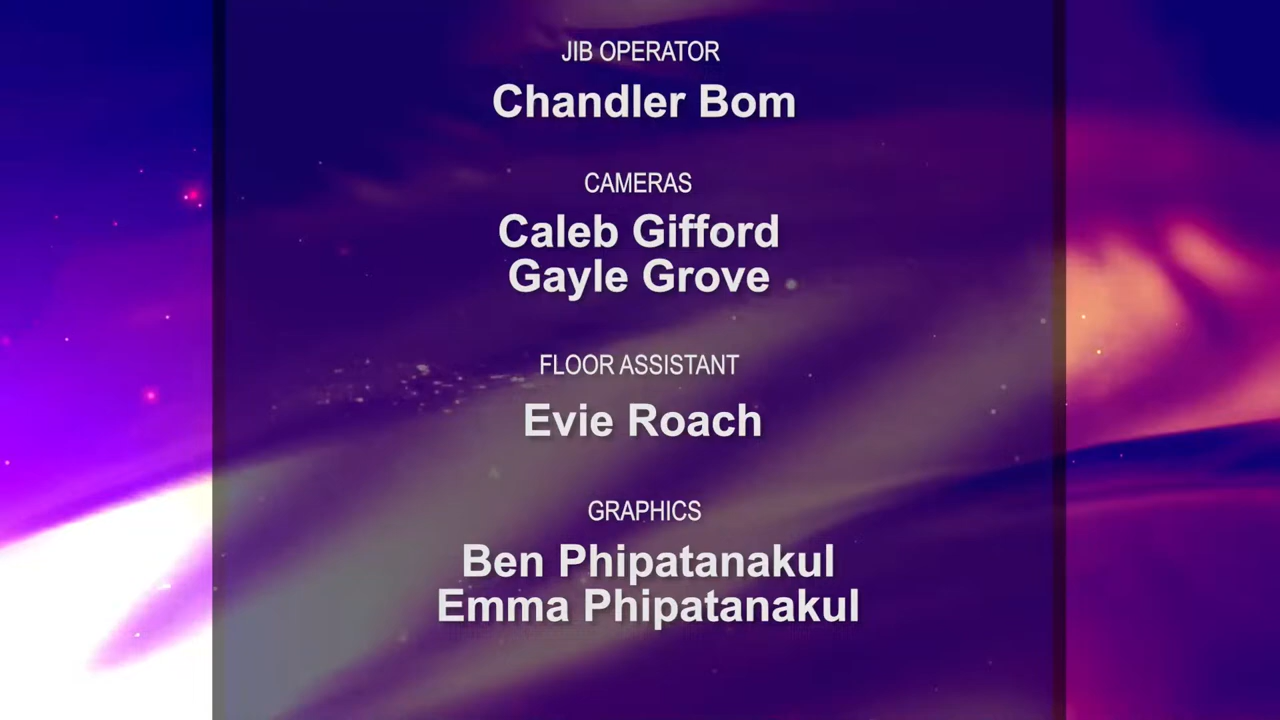 JIB OPERATOR
Chandler Bom
CAMERAS
Caleb Gifford
Gayle Grove
FLOOR ASSISTANT
Evie Roach
GRAPHICS
Ben Phipatanakul
Emma Phipatanakul